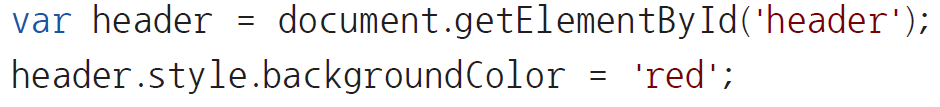 var header = document.getElementById('header');
header.style.backgroundColor = 'red';